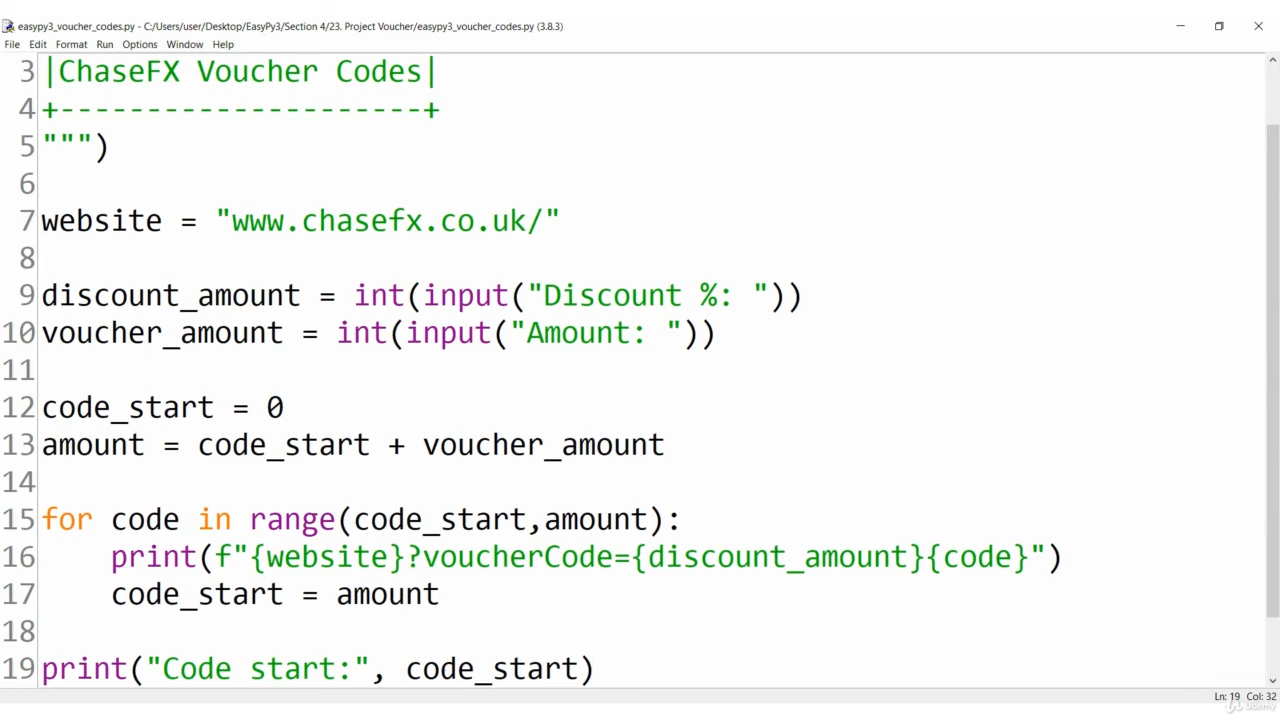 easypy3_voucher_codes.py - C:/Users/user/Desktop/EasyPy3/Section 4/23. Project Voucher/easypy3_voucher_codes.py (3.8.3)
File Edit Format Run Options Window Help
3 |ChaseFX Voucher Codes|
4 +---------------------+
5 """)
6
7 website = "www.chasefx.co.uk/"
8
9 discount_amount = int(input("Discount %: "))
10 voucher_amount = int(input("Amount: "))
11
12 code_start = 0
13 amount = code_start + voucher_amount
14
15 for code in range(code_start,amount):
16     print(f"{website}?voucherCode={discount_amount}{code}")
17     code_start = amount
18
19 print("Code start:", code_start)
Ln: 19 Col: 32
Udemy